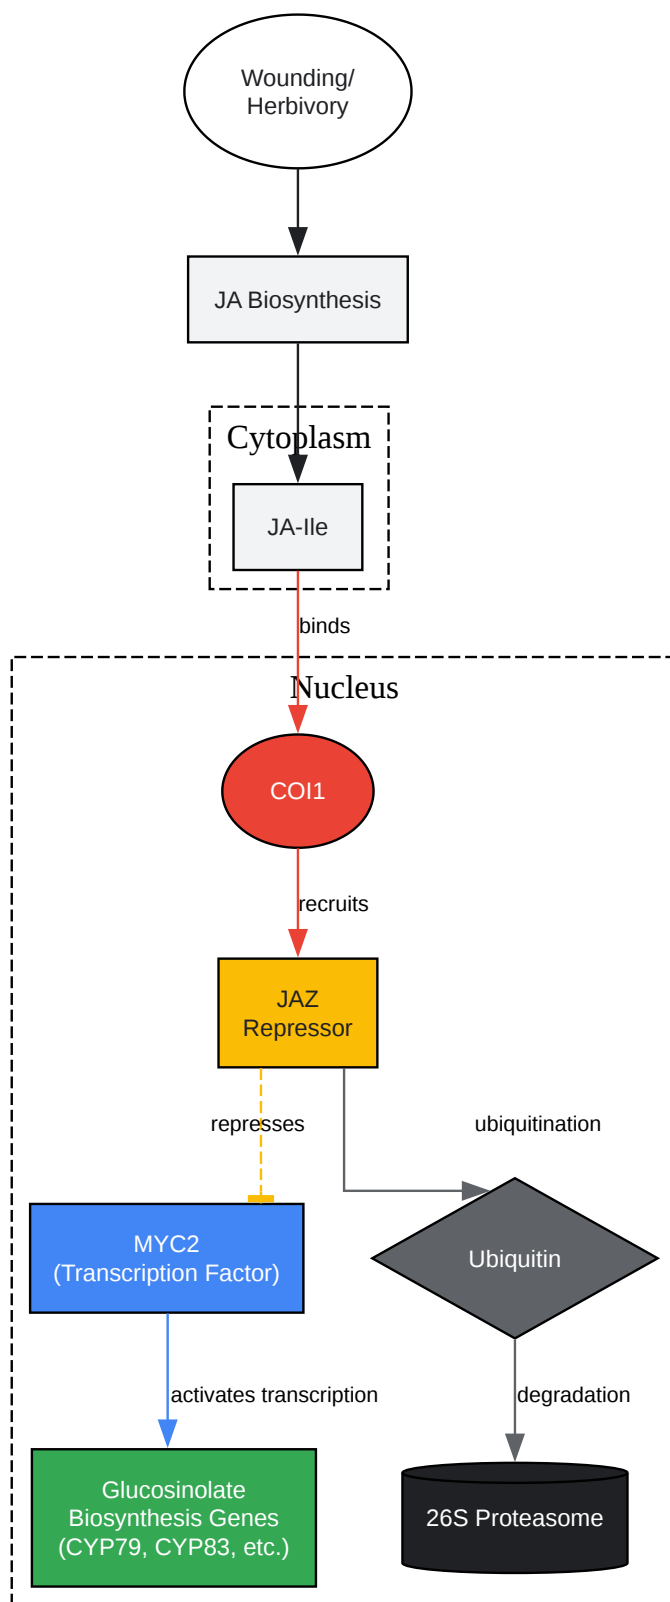 Wounding/
Herbivory
JA Biosynthesis
Cytoplasm
JA-Ile
binds
Nucleus
COI1
recruits
JAZ
Repressor
represses
ubiquitination
MYC2
(Transcription Factor)
Ubiquitin
activates transcription
degradation
Glucosinolate
Biosynthesis Genes
(CYP79, CYP83, etc.)
26S Proteasome